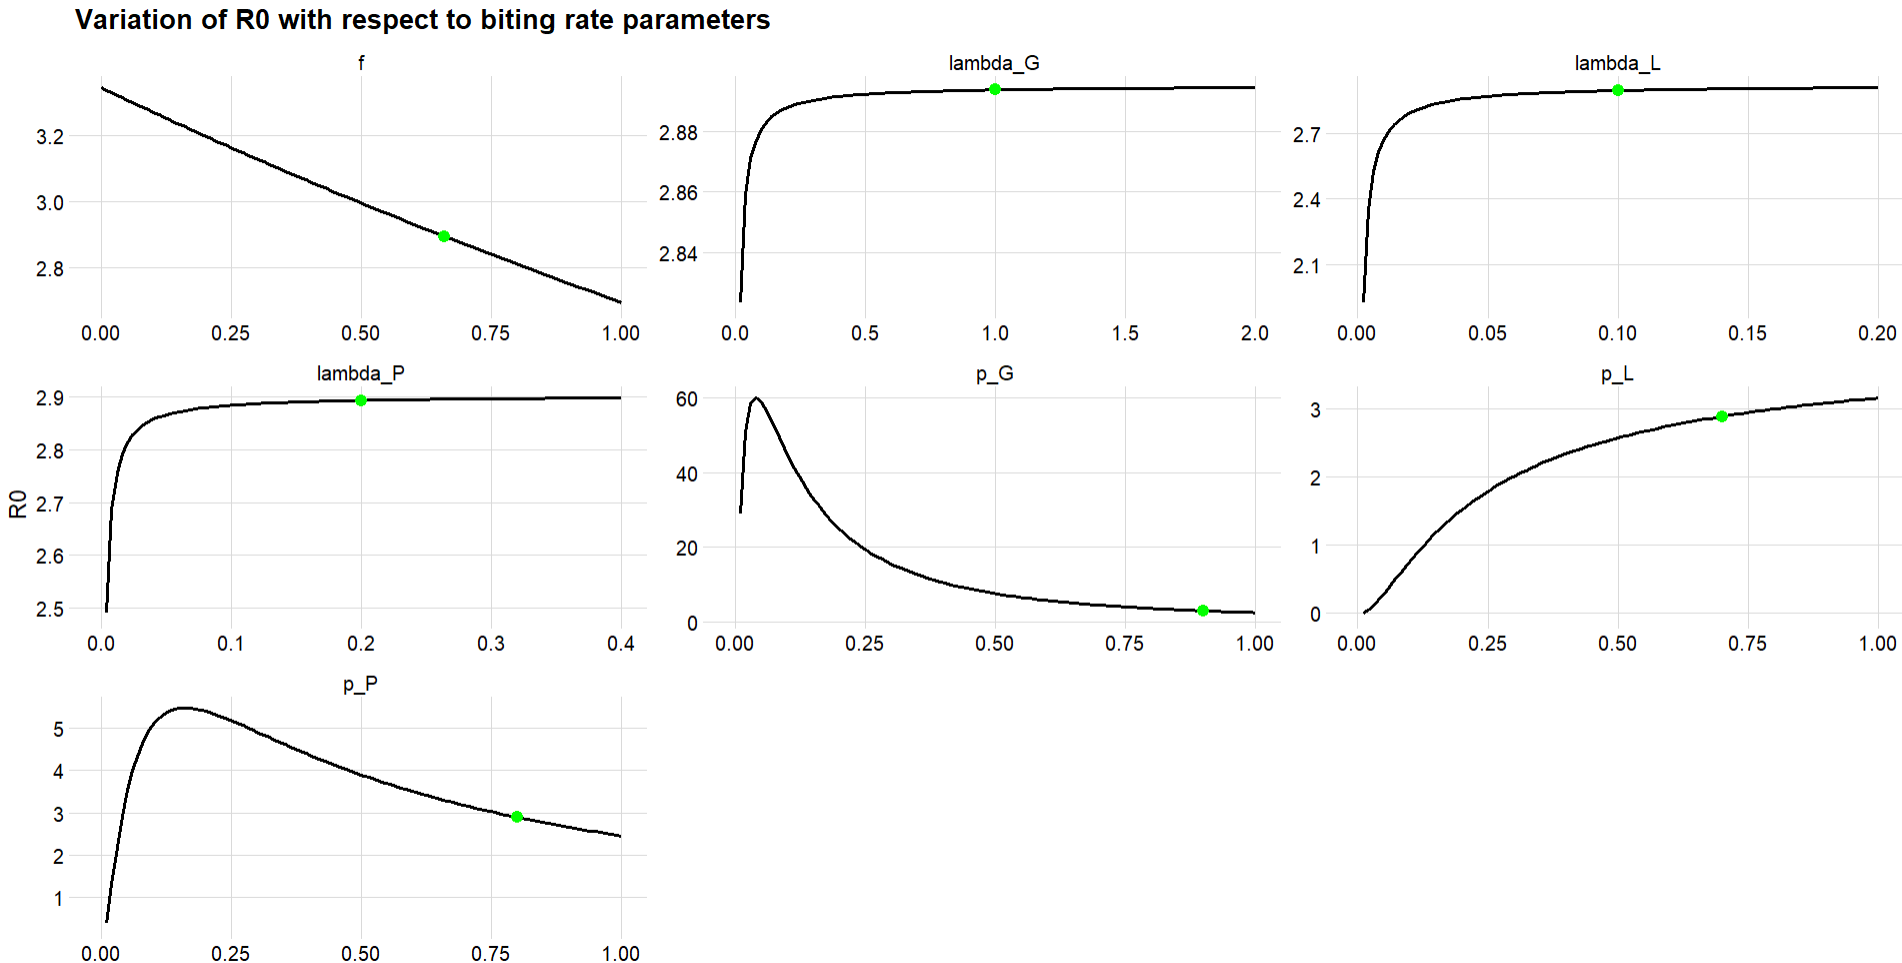 Variation of R0 with respect to biting rate parameters
f
lambda_G
lambda_L
3.2
3.0
2.8
2.88
2.86
2.84
2.7
2.4
2.1
0.00 0.25 0.50 0.75 1.00
0.0 0.5 1.0 1.5 2.0
0.00 0.05 0.10 0.15 0.20
lambda_P
p_G
p_L
R0
2.9
2.8
2.7
2.6
2.5
60
40
20
0
3
2
1
0
0.0 0.1 0.2 0.3 0.4
0.00 0.25 0.50 0.75 1.00
0.00 0.25 0.50 0.75 1.00
p_P
5
4
3
2
1
0.00 0.25 0.50 0.75 1.00